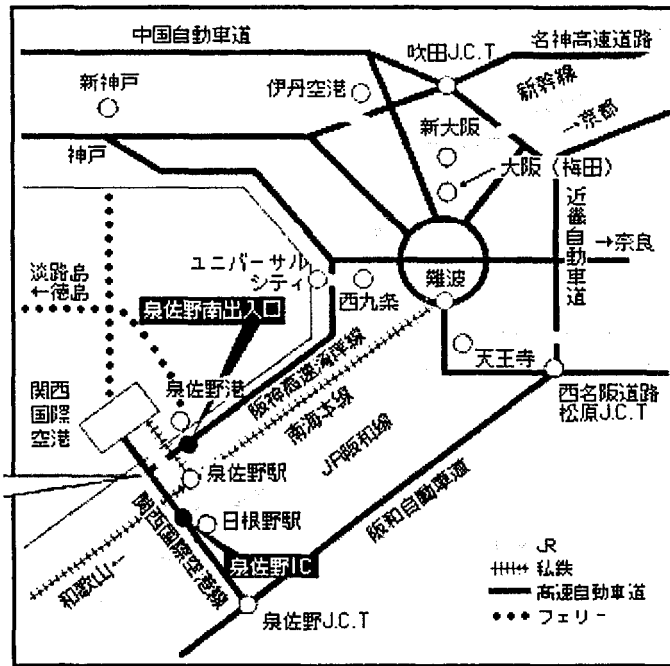 中国自動車道
吹田J.C.T
名神高速道路
新神戸
伊丹空港
新幹線
新大阪
→京都
神戸
大阪（梅田）
近畿自動車道
→奈良
ユニバーサル
シティ
難波
淡路島
←徳島
西九条
泉佐野南出入口
天王寺
泉佐野港
阪神高速湾岸線
西名阪道路
松原J.C.T
関西
国際
空港
南海本線
JR阪和線
泉佐野駅
阪和自動車道
日根野駅
関西国際空港線
泉佐野IC
和歌山←
泉佐野J.C.T
JR
私鉄
高速自動車道
フェリー